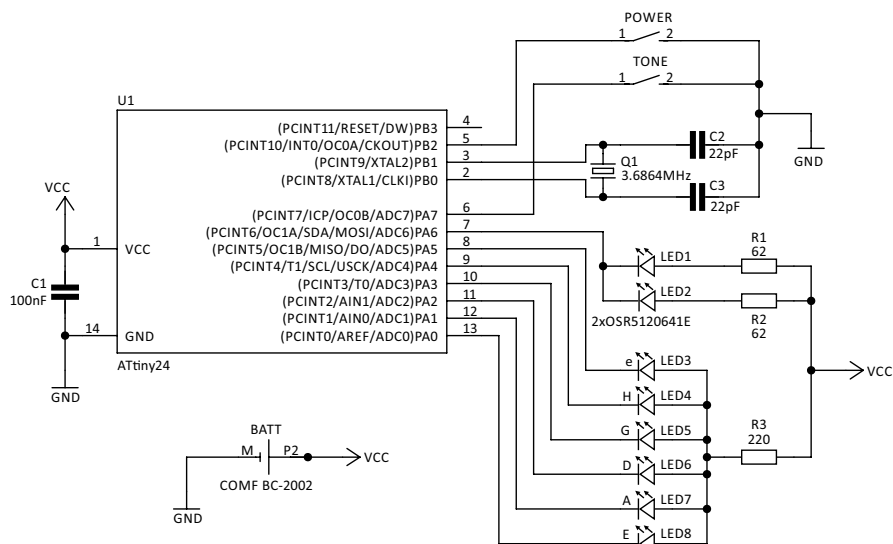 POWER
1 2
TONE
1 2
U1
(PCINT11/RESET/DW)PB3 4
(PCINT10/INT0/OC0A/CKOUT)PB2 5
(PCINT9/XTAL2)PB1 3
(PCINT8/XTAL1/CLKI)PB0 2
C2
22pF
GND
Q1
3.6864MHz
C3
22pF
VCC
(PCINT7/ICP/OC0B/ADC7)PA7 6
(PCINT6/OC1A/SDA/MOSI/ADC6)PA6 7
(PCINT5/OC1B/MISO/DO/ADC5)PA5 8
(PCINT4/T1/SCL/USCK/ADC4)PA4 9
(PCINT3/T0/ADC3)PA3 10
(PCINT2/AIN1/ADC2)PA2 11
(PCINT1/AIN0/ADC1)PA1 12
(PCINT0/AREF/ADC0)PA0 13
1 VCC
C1
100nF
14 GND
ATtiny24
GND
LED1
R1
62
LED2
2xOSR5120641E
R2
62
VCC
e LED3
H LED4
G LED5
R3
220
D LED6
A LED7
E LED8
BATT
M P2
VCC
COMF BC-2002
GND